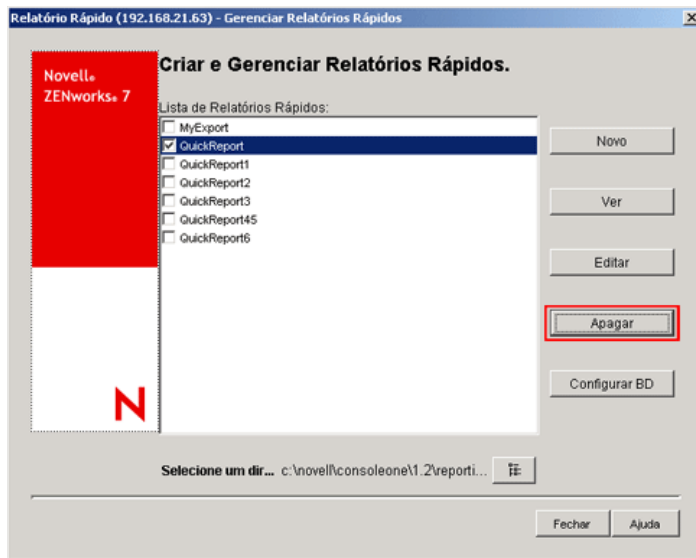 Relatório Rápido (192.168.21.63) - Gerenciar Relatórios Rápidos
Novell®
ZENworks® 7
Criar e Gerenciar Relatórios Rápidos.
Lista de Relatórios Rápidos:
MyExport
QuickReport
QuickReport1
QuickReport2
QuickReport3
QuickReport45
QuickReport6
Novo
Ver
Editar
Apagar
Configurar BD
N
Selecione um dir... c:\novell\consoleone\1.2\reporti...
Fechar
Ajuda